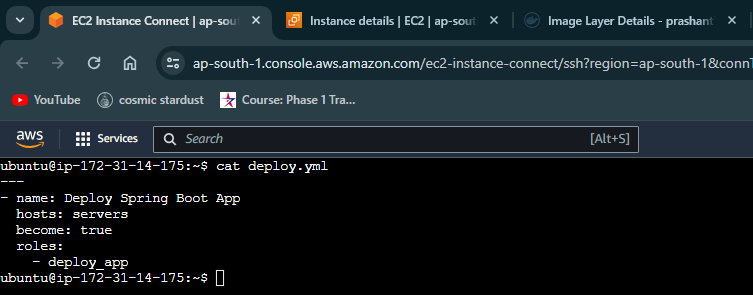 EC2 Instance Connect | ap-sou
Instance details | EC2 | ap-sout
Image Layer Details - prashant
ap-south-1.console.aws.amazon.com/ec2-instance-connect/ssh?region=ap-south-1&conn
YouTube
cosmic stardust
Course: Phase 1 Tra...
aws
Services
Search
[Alt+S]
ubuntu@ip-172-31-14-175:~$ cat deploy.yml
---
- name: Deploy Spring Boot App
  hosts: servers
  become: true
  roles:
    - deploy_app
ubuntu@ip-172-31-14-175:~$